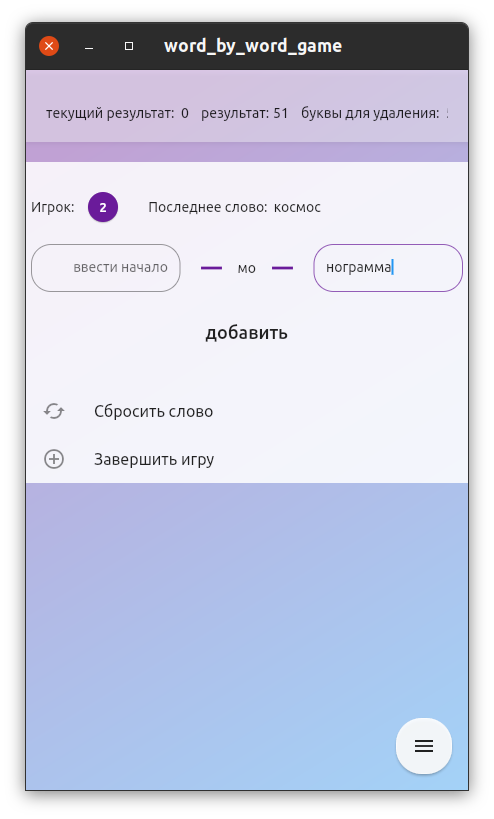 word_by_word_game
текущий результат: 0 результат: 51 буквы для удаления:
Игрок: 2 Последнее слово: космос
ввести начало — мо — нограмма
добавить
Сбросить слово
Завершить игру